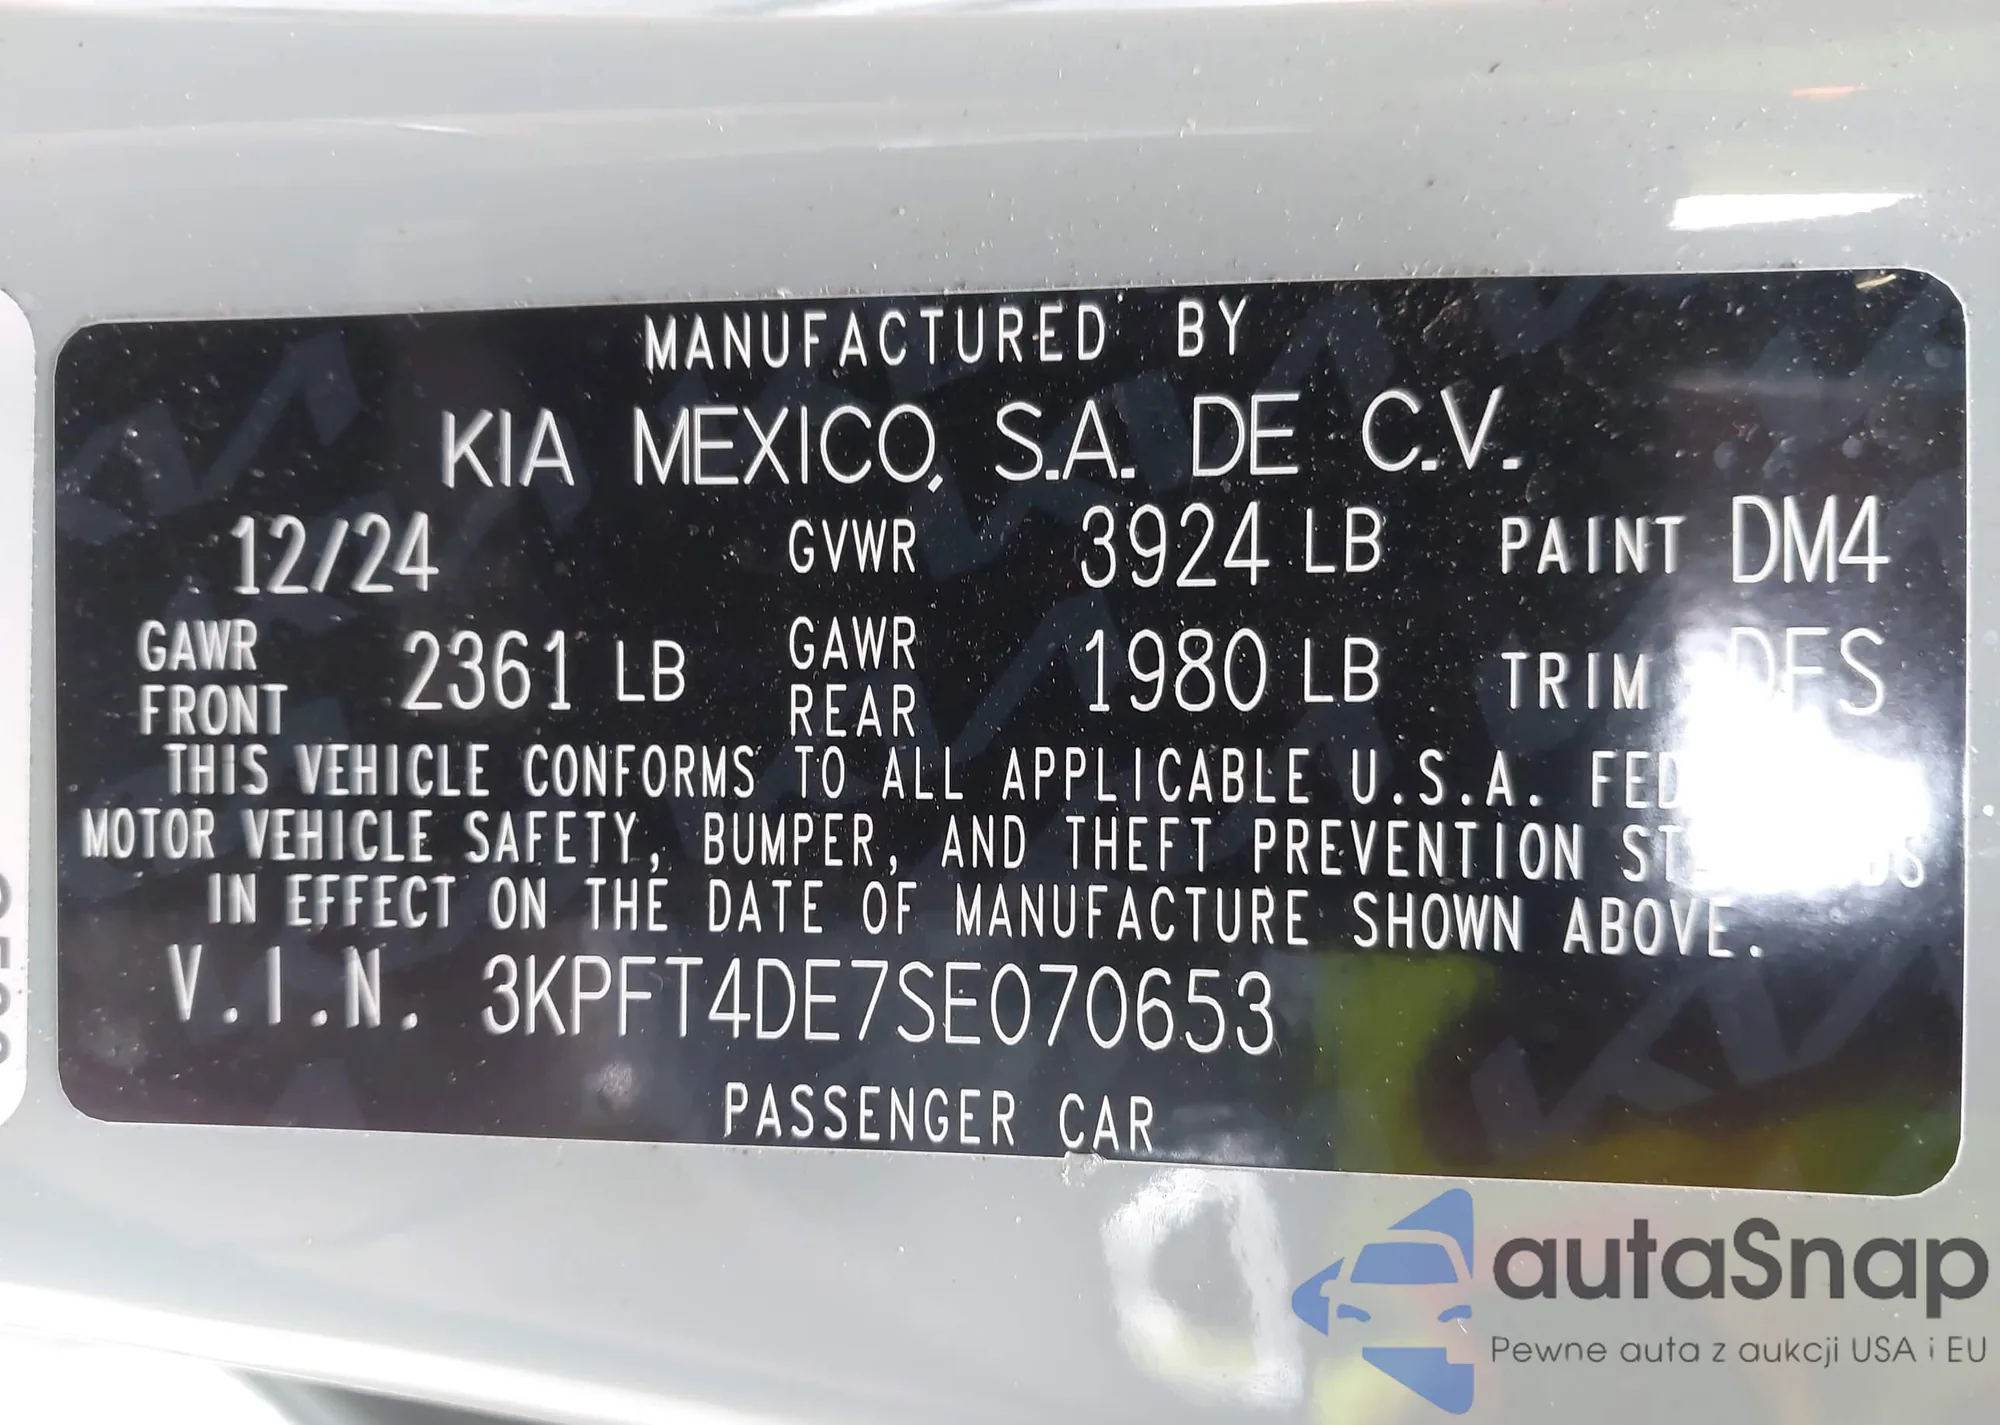 MANUFACTURED BY
KIA MEXICO, S.A. DE C.V.
12/24 GVWR 3924 LB PAINT DM4
GAWR FRONT 2361 LB GAWR REAR 1980 LB TRIM DFS
THIS VEHICLE CONFORMS TO ALL APPLICABLE U.S.A.
MOTOR VEHICLE SAFETY, BUMPER, AND THEFT PREVENTION
IN EFFECT ON THE DATE OF MANUFACTURE SHOWN ABOVE.
V.I.N. 3KPFT4DE7SE070653
PASSENGER CAR
autaSnap
Pewne auta z aukcji USA i EU